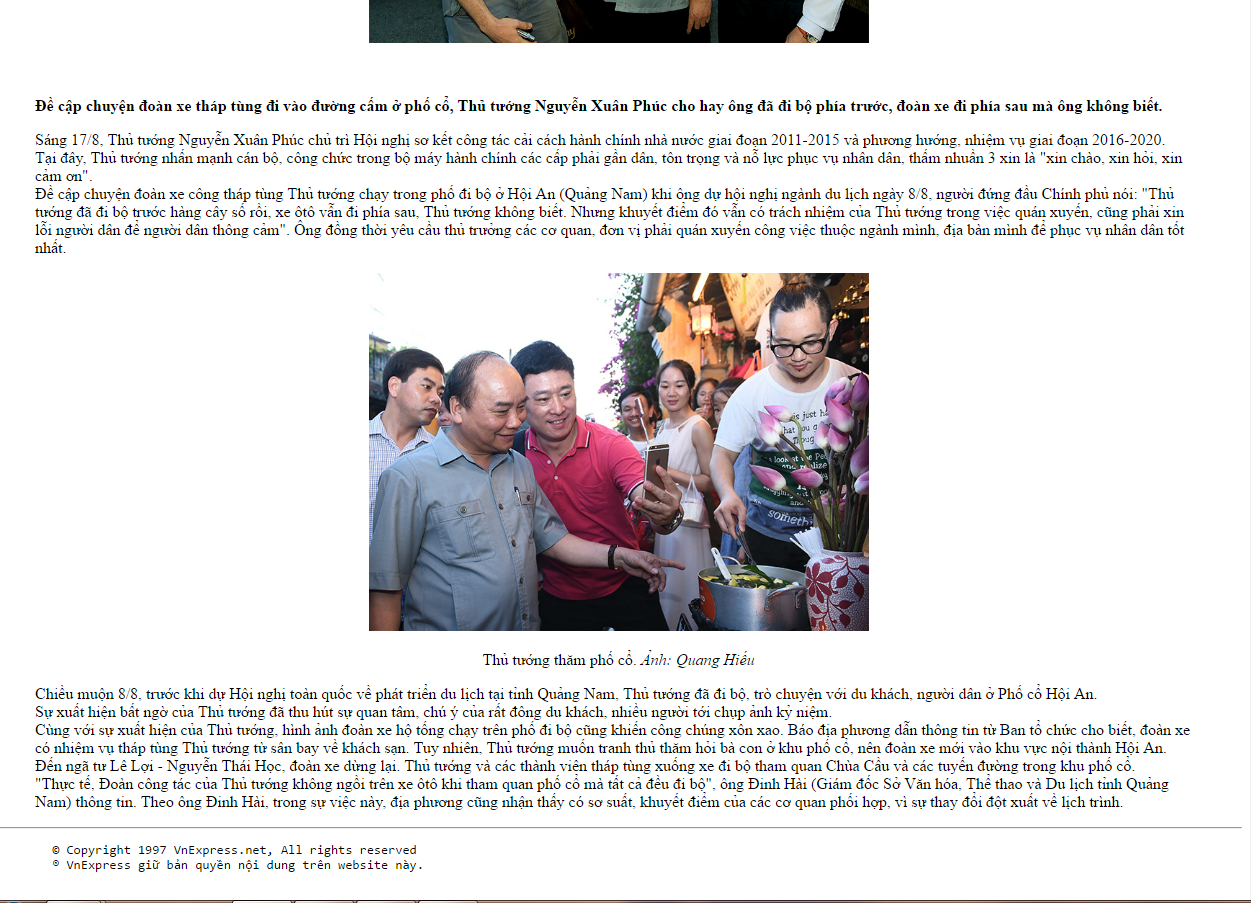 Đề cập chuyện đoàn xe tháp tùng đi vào đường cấm ở phố cổ, Thủ tướng Nguyễn Xuân Phúc cho hay ông đã đi bộ phía trước, đoàn xe đi phía sau mà ông không biết.
Sáng 17/8, Thủ tướng Nguyễn Xuân Phúc chủ trì Hội nghị sơ kết công tác cải cách hành chính nhà nước giai đoạn 2011-2015 và phương hướng, nhiệm vụ giai đoạn 2016-2020.
Tại đây, Thủ tướng nhấn mạnh cán bộ, công chức trong bộ máy hành chính các cấp phải gần dân, tôn trọng và nỗ lực phục vụ nhân dân, thấm nhuần 3 xin là "xin chào, xin hỏi, xin
cảm ơn".
Đề cập chuyện đoàn xe công tháp tùng Thủ tướng chạy trong phố đi bộ ở Hội An (Quảng Nam) khi ông dự hội nghị ngành du lịch ngày 8/8, người đứng đầu Chính phủ nói: "Thủ
tướng đã đi bộ trước hàng cây số rồi, xe ôtô vẫn đi phía sau, Thủ tướng không biết. Nhưng khuyết điểm đó vẫn có trách nhiệm của Thủ tướng trong việc quán xuyến, cũng phải xin
lỗi người dân để người dân thông cảm". Ông đồng thời yêu cầu thủ trưởng các cơ quan, đơn vị phải quán xuyến công việc thuộc ngành mình, địa bàn mình để phục vụ nhân dân tốt
nhất.
is just
look at the Pe
someth
Thủ tướng thăm phố cổ. Ảnh: Quang Hiếu
Chiều muộn 8/8, trước khi dự Hội nghị toàn quốc về phát triển du lịch tại tỉnh Quảng Nam, Thủ tướng đã đi bộ, trò chuyện với du khách, người dân ở Phố cổ Hội An.
Sự xuất hiện bất ngờ của Thủ tướng đã thu hút sự quan tâm, chú ý của rất đông du khách, nhiều người tới chụp ảnh kỷ niệm.
Cùng với sự xuất hiện của Thủ tướng, hình ảnh đoàn xe hộ tống chạy trên phố đi bộ cũng khiến công chúng xôn xao. Báo địa phương dẫn thông tin từ Ban tổ chức cho biết, đoàn xe
có nhiệm vụ tháp tùng Thủ tướng từ sân bay về khách sạn. Tuy nhiên, Thủ tướng muốn tranh thủ thăm hỏi bà con ở khu phố cổ, nên đoàn xe mới vào khu vực nội thành Hội An.
Đến ngã tư Lê Lợi - Nguyễn Thái Học, đoàn xe dừng lại. Thủ tướng và các thành viên tháp tùng xuống xe đi bộ tham quan Chùa Cầu và các tuyến đường trong khu phố cổ.
"Thực tế, Đoàn công tác của Thủ tướng không ngồi trên xe ôtô khi tham quan phố cổ mà tất cả đều đi bộ", ông Đinh Hài (Giám đốc Sở Văn hóa, Thể thao và Du lịch tỉnh Quảng
Nam) thông tin. Theo ông Đinh Hài, trong sự việc này, địa phương cũng nhận thấy có sơ suất, khuyết điểm của các cơ quan phối hợp, vì sự thay đổi đột xuất về lịch trình.
© Copyright 1997 VnExpress.net, All rights reserved
® VnExpress giữ bản quyền nội dung trên website này.